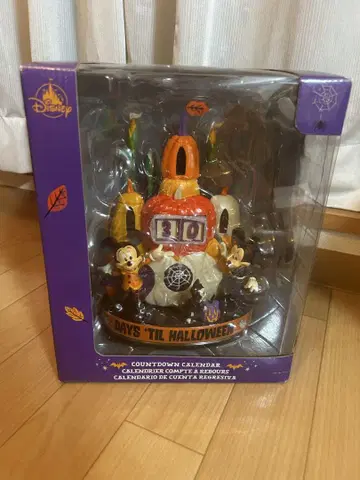 Disney
30
DAYS 'TIL HALLOWEEN
COUNTDOWN CALENDAR
CALENDRIER COMPTE À REBOURS
CALENDARIO DE CUENTA REGRESIVA